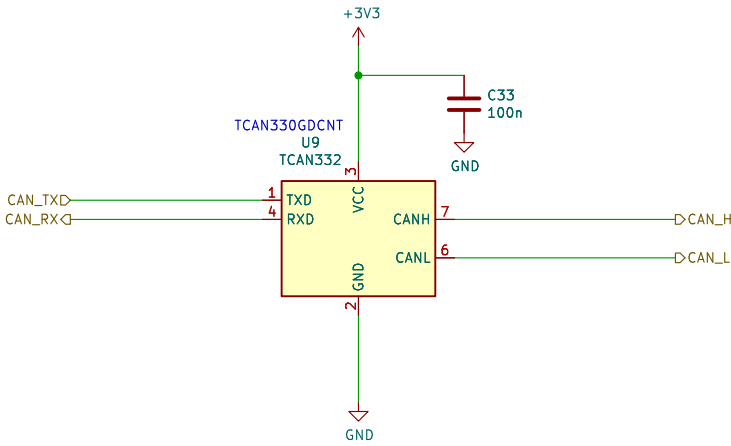 +3V3
C33
100n
GND
TCAN330GDCNT
U9
TCAN332
3
VCC
CAN_TX
1
TXD
CAN_RX
4
RXD
CANH
7
CAN_H
CANL
6
CAN_L
GND
2
GND